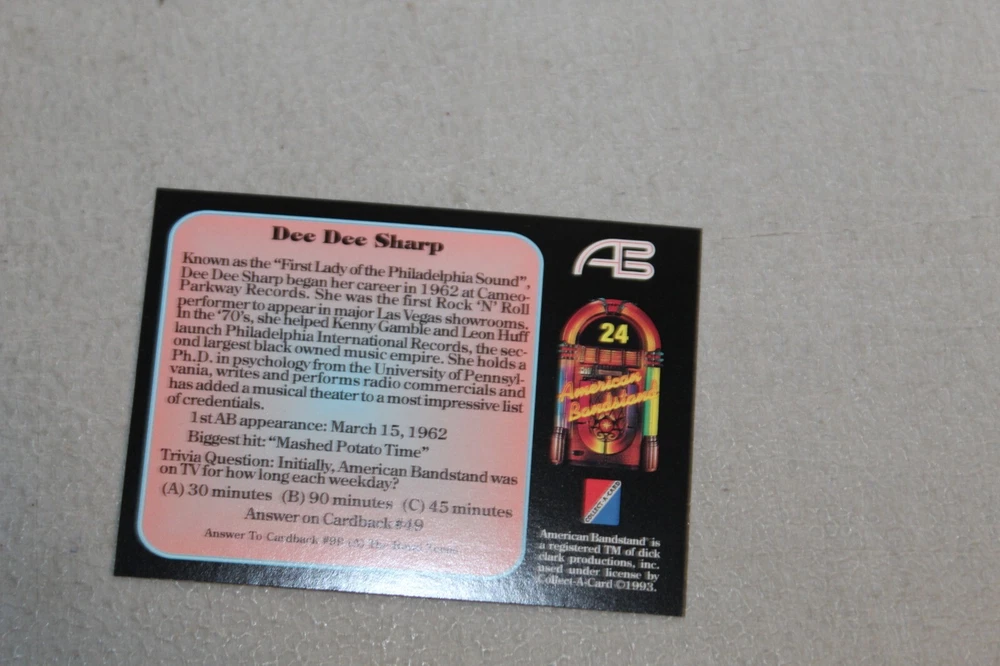 Dee Dee Sharp
Known as the “First Lady of the Philadelphia Sound”,
Dee Dee Sharp began her career in 1962 at Cameo-
Parkway Records. She was the first Rock ‘N’ Roll
performer to appear in major Las Vegas showrooms.
In the ‘70’s, she helped Kenny Gamble and Leon Huff
launch Philadelphia International Records, the sec-
ond largest black owned music empire. She holds a
Ph.D. in psychology from the University of Pennsyl-
vania, writes and performs radio commercials and
has added a musical theater to a most impressive list
of credentials.
1st AB appearance: March 15, 1962
Biggest hit: “Mashed Potato Time”
Trivia Question: Initially, American Bandstand was
on TV for how long each weekday?
(A) 30 minutes (B) 90 minutes (C) 45 minutes
Answer on Cardback #49
Answer To Cardback
AB
24
American
Bandstand
COLLECT-A-CARD
American Bandstand is
a registered TM of dick
clark productions, inc.
used under license by
Collect-A-Card ©1993.